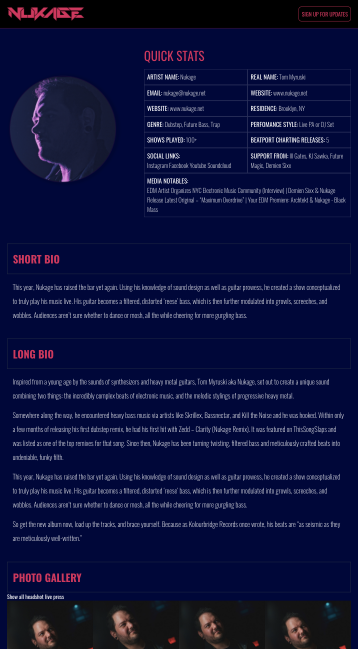 NUKAGE
SIGN UP FOR UPDATES
QUICK STATS
ARTIST NAME: Nukage
REAL NAME: Tom Myruski
EMAIL: nukage@nukage.net
WEBSITE: www.nukage.net
WEBSITE: www.nukage.net
RESIDENCE: Brooklyn, NY
GENRE: Dubstep, Future Bass, Trap
PERFOMANCE STYLE: Live PA or DJ Set
SHOWS PLAYED: 100+
BEATPORT CHARTING RELEASES: 5
SOCIAL LINKS:
Instagram Facebook Youtube Soundcloud
SUPPORT FROM: Ill Gates, KJ Sawka, Future
Magic, Demien Sixx
MEDIA NOTABLES:
EDM Artist Organizes NYC Electronic Music Community (Interview) | Demien Sixx & Nukage
Release Latest Original – "Maximum Overdrive" | Your EDM Premiere: Architekt & Nukage - Black
Mass
SHORT BIO
This year, Nukage has raised the bar yet again. Using his knowledge of sound design as well as guitar prowess, he created a show conceptualized
to truly play his music live. His guitar becomes a filtered, distorted 'reese' bass, which is then further modulated into growls, screeches, and
wobbles. Audiences aren't sure whether to dance or mosh, all the while cheering for more gurgling bass.
LONG BIO
Inspired from a young age by the sounds of synthesizers and heavy metal guitars, Tom Myruski aka Nukage, set out to create a unique sound
combining two things: the incredibly complex beats of electronic music, and the melodic stylings of progressive heavy metal.
Somewhere along the way, he encountered heavy bass music via artists like Skrillex, Bassnectar, and Kill the Noise and he was hooked. Within only
a few months of releasing his first dubstep remix, he had his first hit with Zedd – Clarity (Nukage Remix). It was featured on ThisSongSlaps and
was listed as one of the top remixes for that song. Since then, Nukage has been turning twisting, filtered bass and meticulously crafted beats into
undeniable, funky filth.
This year, Nukage has raised the bar yet again. Using his knowledge of sound design as well as guitar prowess, he created a show conceptualized
to truly play his music live. His guitar becomes a filtered, distorted 'reese' bass, which is then further modulated into growls, screeches, and
wobbles. Audiences aren't sure whether to dance or mosh, all the while cheering for more gurgling bass.
So get the new album now, load up the tracks, and brace yourself. Because as Kolourbridge Records once wrote, his beats are "as seismic as they
are meticulously well-written."
PHOTO GALLERY
Show all headshot live press